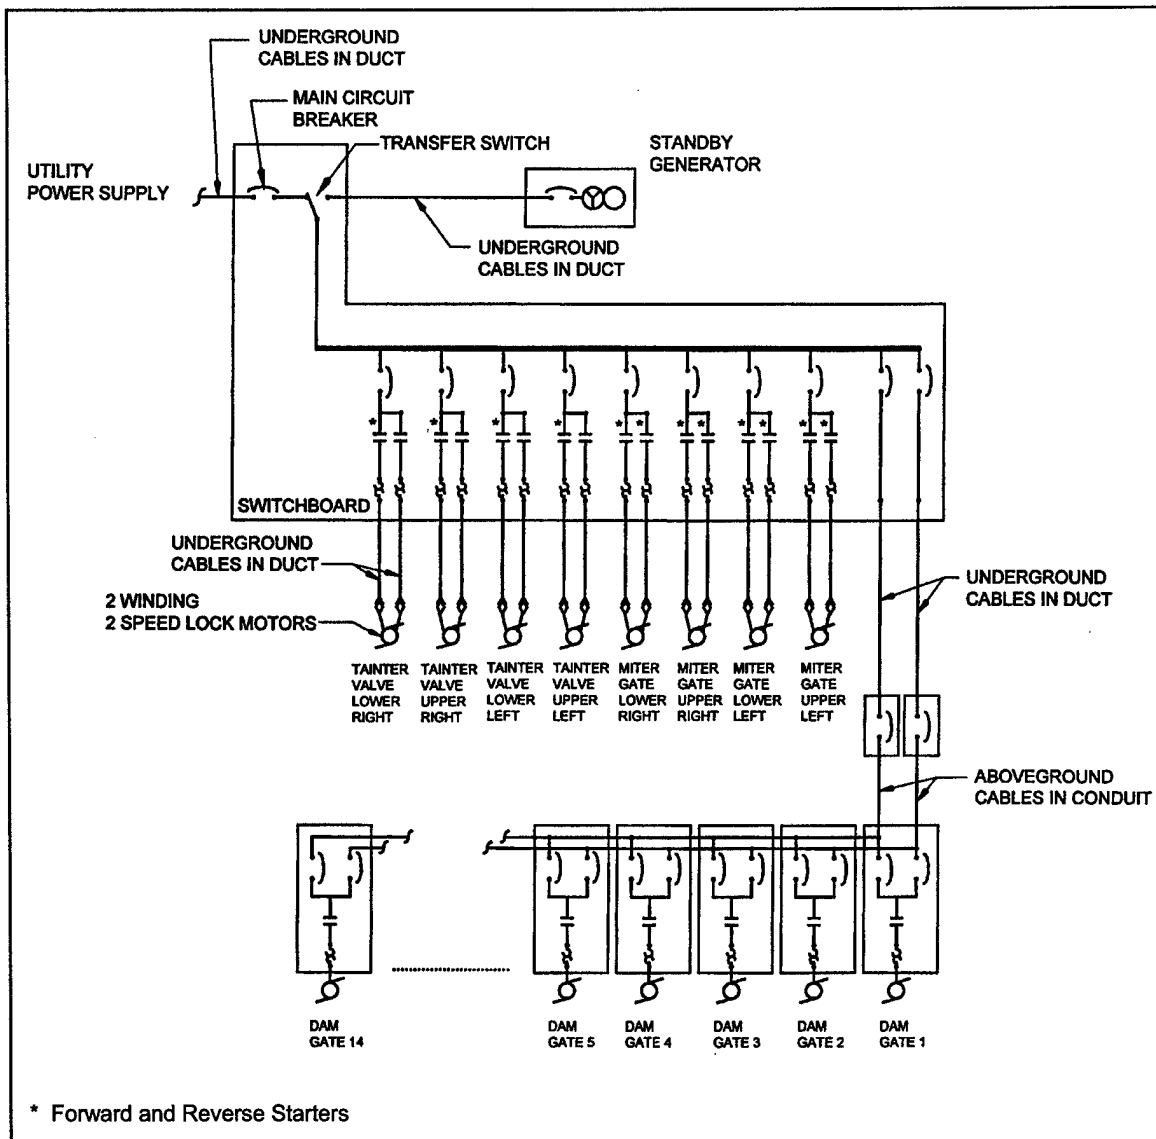 UNDERGROUND
CABLES IN DUCT
MAIN CIRCUIT
BREAKER
TRANSFER SWITCH
STANDBY
GENERATOR
UTILITY
POWER SUPPLY
UNDERGROUND
CABLES IN DUCT
* * * * * * * * * * * *
SWITCHBOARD
UNDERGROUND
CABLES IN DUCT
2 WINDING
2 SPEED LOCK MOTORS
UNDERGROUND
CABLES IN DUCT
TAINTER
VALVE
LOWER
RIGHT
TAINTER
VALVE
UPPER
RIGHT
TAINTER
VALVE
LOWER
LEFT
TAINTER
VALVE
UPPER
LEFT
MITER
GATE
LOWER
RIGHT
MITER
GATE
UPPER
RIGHT
MITER
GATE
LOWER
LEFT
MITER
GATE
UPPER
LEFT
ABOVEGROUND
CABLES IN CONDUIT
DAM
GATE 14
DAM
GATE 5
DAM
GATE 4
DAM
GATE 3
DAM
GATE 2
DAM
GATE 1
* Forward and Reverse Starters